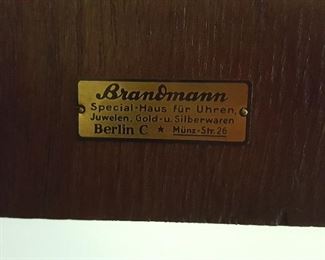 Brandmann
Special-Haus für Uhren,
Juwelen, Gold-u. Silberwaren
Berlin C ★ Münz-Str. 26